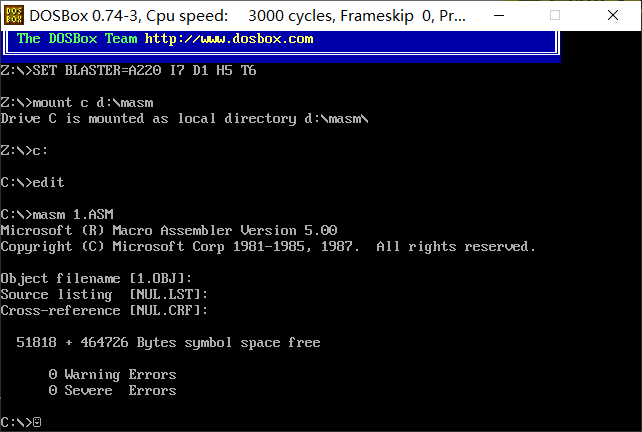 DOSBox 0.74-3, Cpu speed:    3000 cycles, Frameskip  0, Pr...
The DOSBox Team http://www.dosbox.com
Z:\>SET BLASTER=A220 I7 D1 H5 T6
Z:\>mount c d:\masm
Drive C is mounted as local directory d:\masm\
Z:\>c:
C:\>edit
C:\>masm 1.ASM
Microsoft (R) Macro Assembler Version 5.00
Copyright (C) Microsoft Corp 1981-1985, 1987.  All rights reserved.
Object filename [1.OBJ]:
Source listing  [NUL.LST]:
Cross-reference [NUL.CRF]:
  51818 + 464726 Bytes symbol space free
      0 Warning Errors
      0 Severe  Errors
C:\>